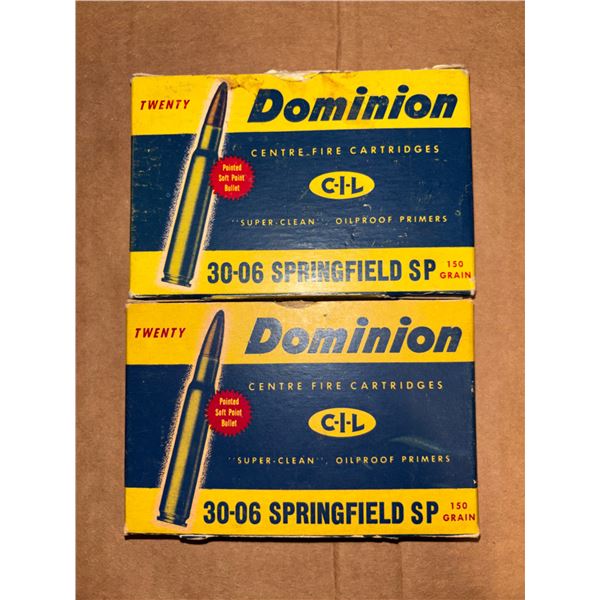 TWENTY
Dominion
CENTRE FIRE CARTRIDGES
Pointed
Soft Point
Bullet
C-I-L
"SUPER-CLEAN", OILPROOF PRIMERS
30-06 SPRINGFIELD SP
150
GRAIN
TWENTY
Dominion
CENTRE FIRE CARTRIDGES
Pointed
Soft Point
Bullet
C-I-L
"SUPER-CLEAN", OILPROOF PRIMERS
30-06 SPRINGFIELD SP
150
GRAIN